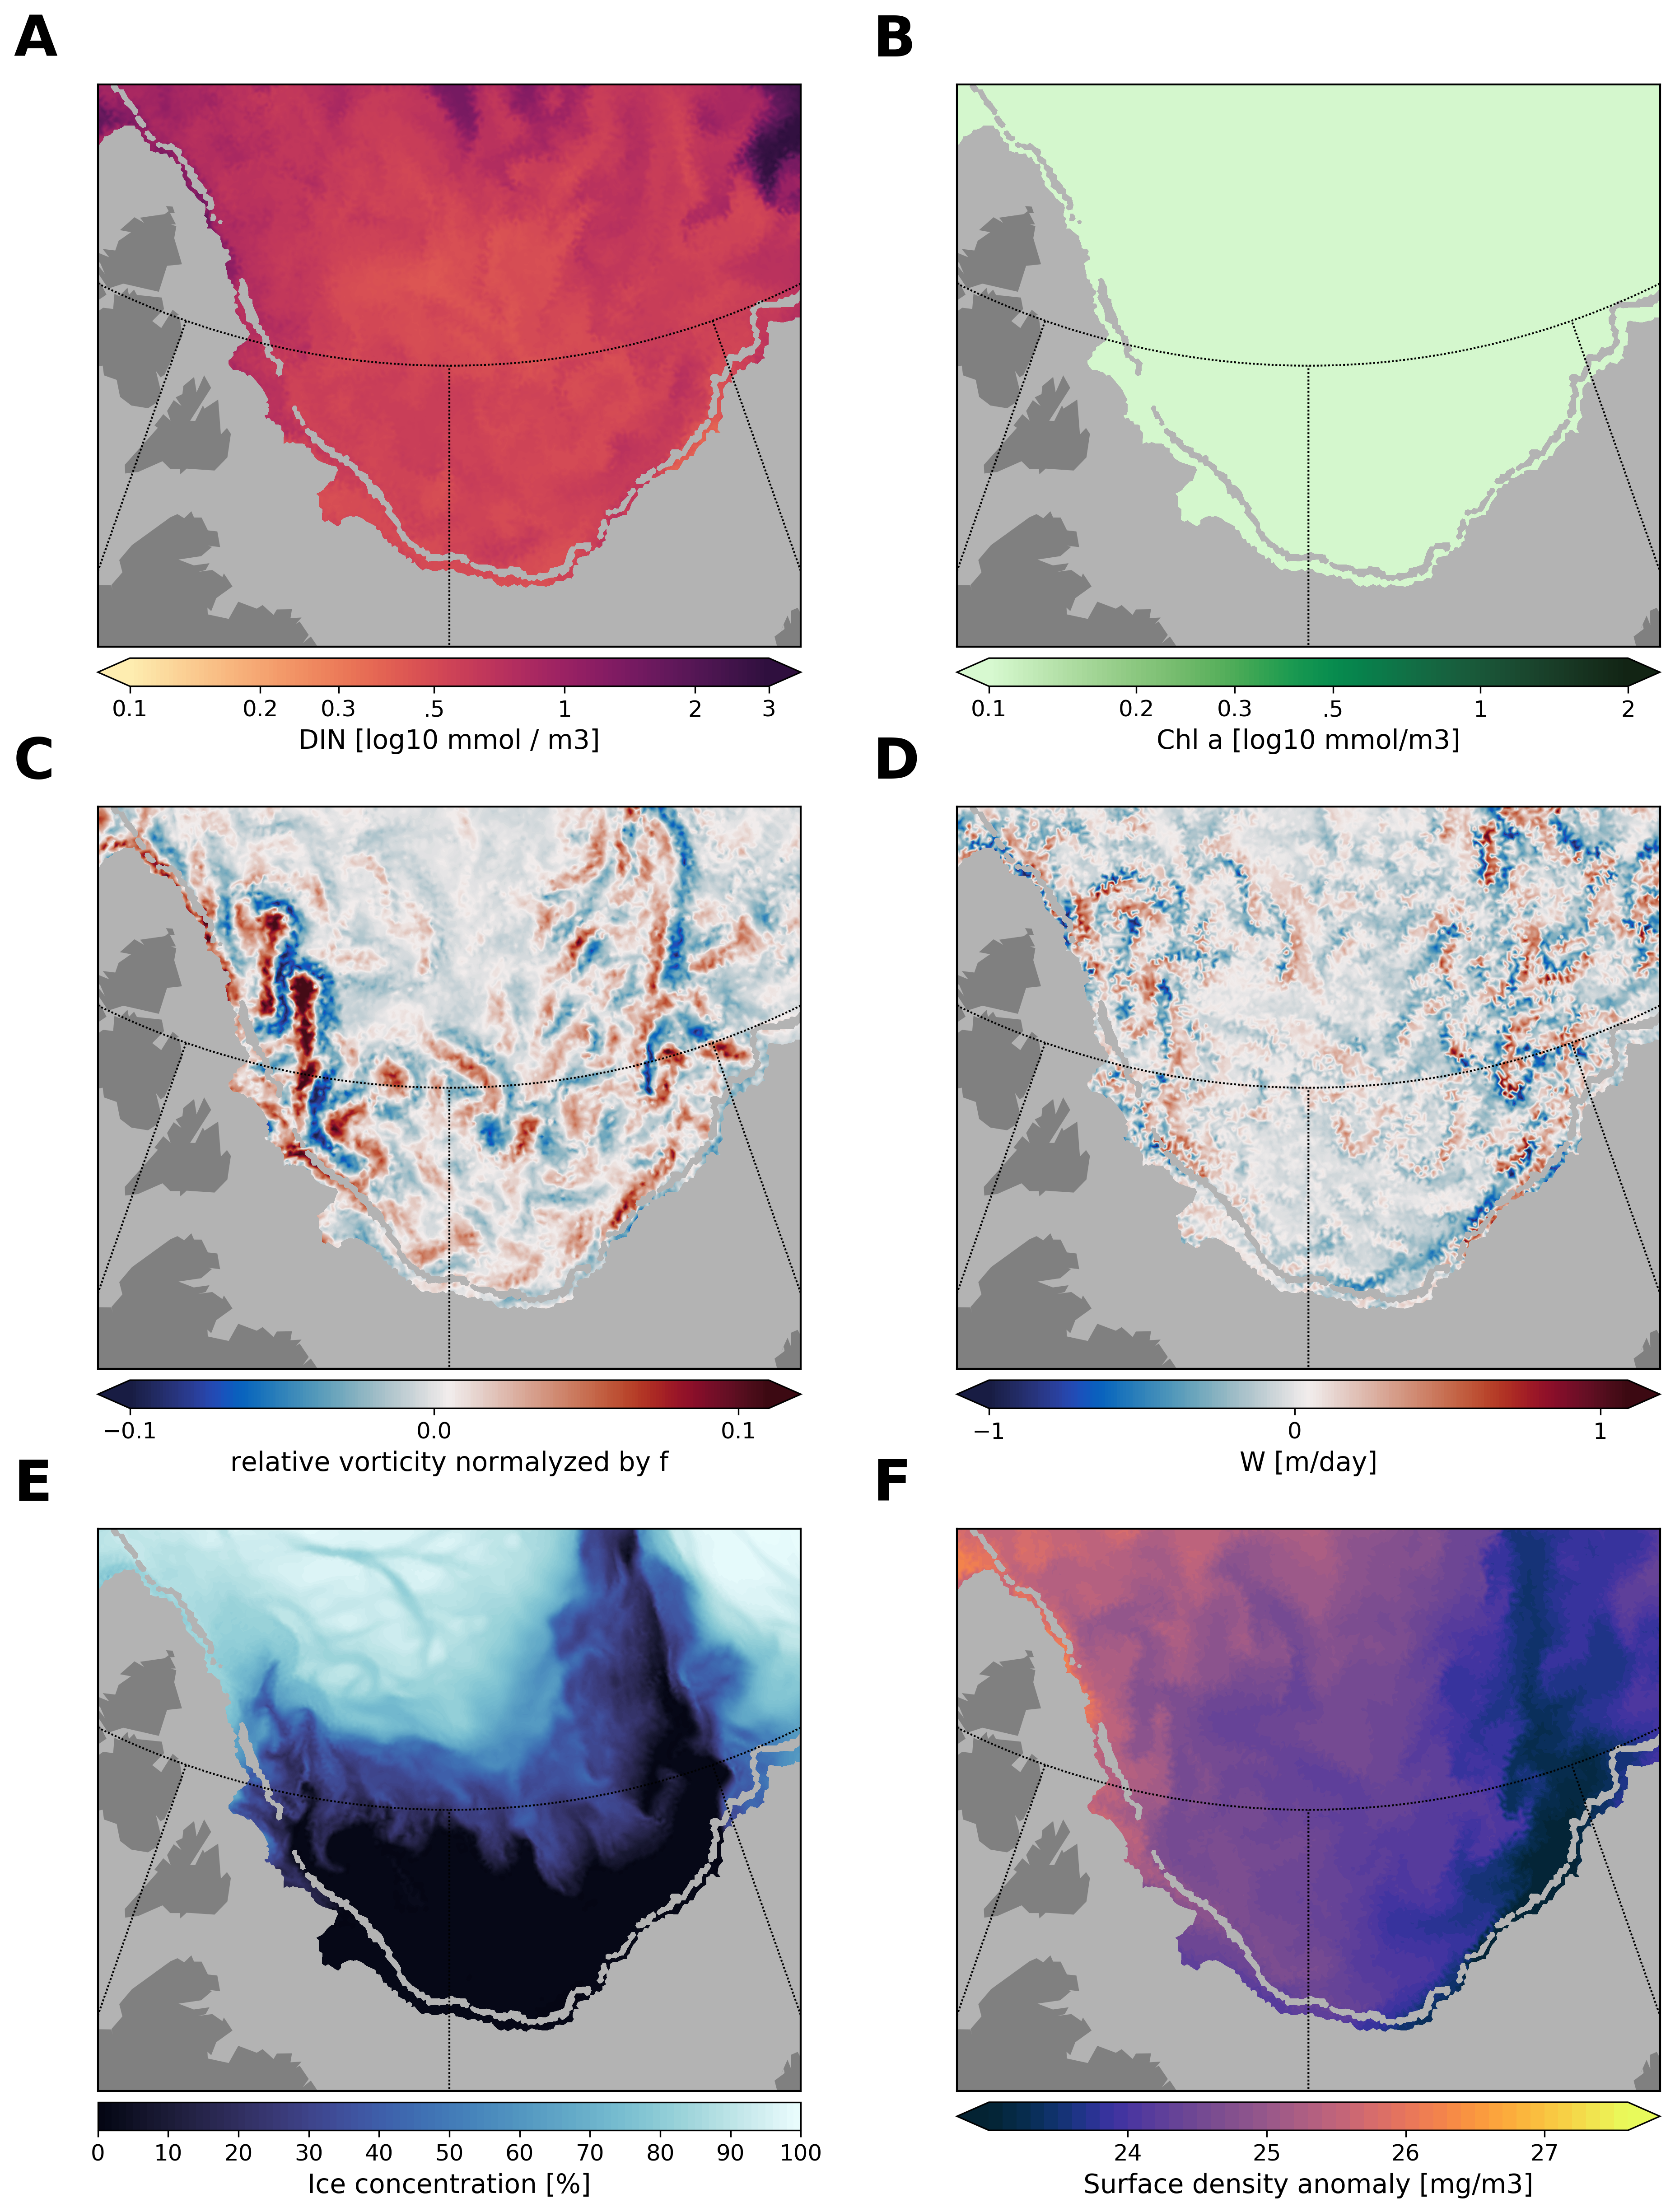 A
B
0.1 0.2 0.3 .5 1 2 3
DIN [log10 mmol / m3]
0.1 0.2 0.3 .5 1 2
Chl a [log10 mmol/m3]
C
D
−0.1 0.0 0.1
relative vorticity normalyzed by f
−1 0 1
W [m/day]
E
F
0 10 20 30 40 50 60 70 80 90 100
Ice concentration [%]
24 25 26 27
Surface density anomaly [mg/m3]